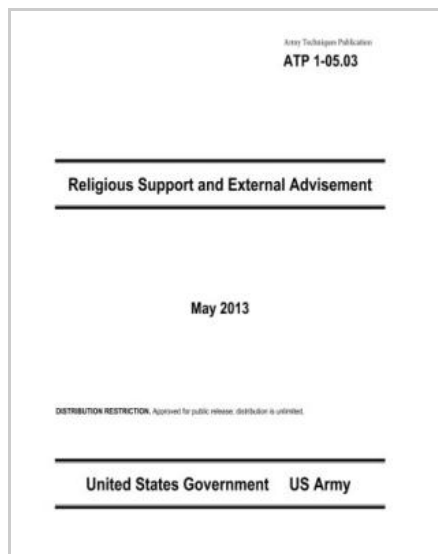 Army Techniques Publication
ATP 1-05.03
Religious Support and External Advisement
May 2013
DISTRIBUTION RESTRICTION. Approved for public release; distribution is unlimited.
United States Government US Army